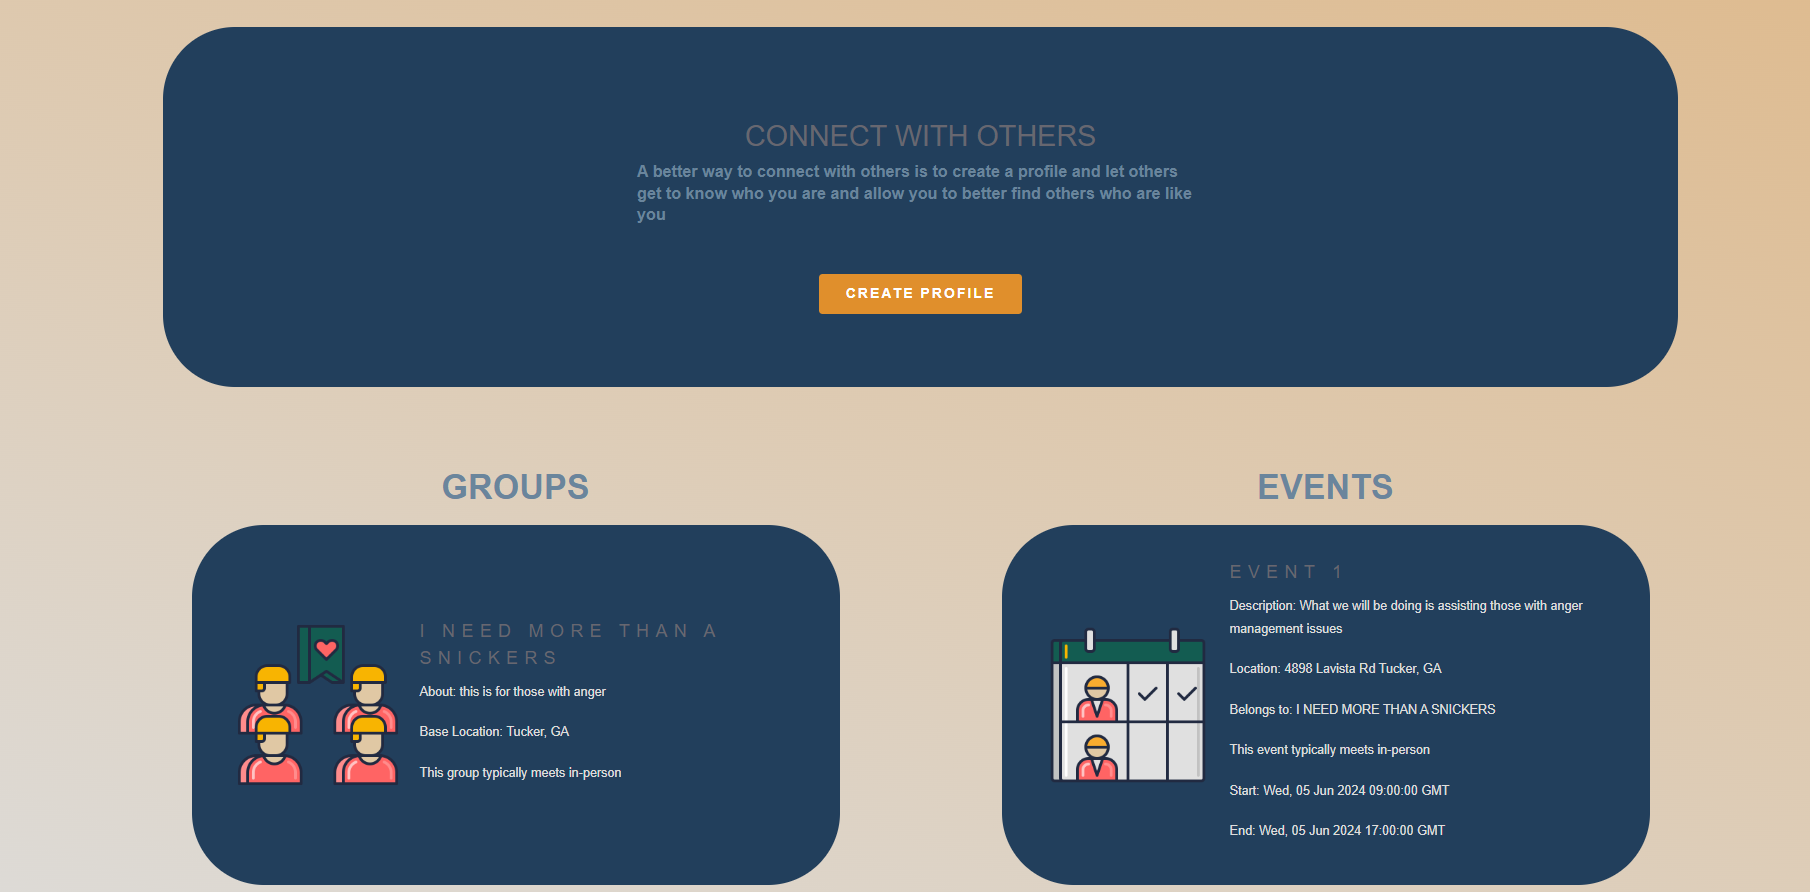 CONNECT WITH OTHERS
A better way to connect with others is to create a profile and let others
get to know who you are and allow you to better find others who are like
you
CREATE PROFILE
GROUPS
I NEED MORE THAN A
SNICKERS
About: this is for those with anger
Base Location: Tucker, GA
This group typically meets in-person
EVENTS
EVENT 1
Description: What we will be doing is assisting those with anger
management issues
Location: 4898 Lavista Rd Tucker, GA
Belongs to: I NEED MORE THAN A SNICKERS
This event typically meets in-person
Start: Wed, 05 Jun 2024 09:00:00 GMT
End: Wed, 05 Jun 2024 17:00:00 GMT